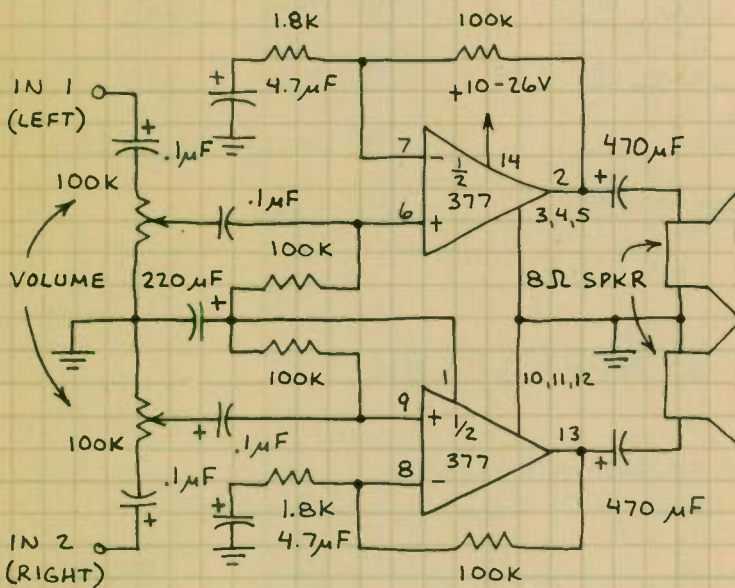 1.8K
100K
IN 1
(LEFT)
+
4.7µF
+10-26V
+
.1µF
100K
7
-
1/2
377
14
2
470µF
+
.1µF
6
+
3,4,5
100K
VOLUME
220µF
+
8Ω SPKR
100K
1
10,11,12
100K
+
.1µF
9
+
1/2
377
13
+
.1µF
+
8
-
1.8K
4.7µF
+
470 µF
IN 2
(RIGHT)
100K